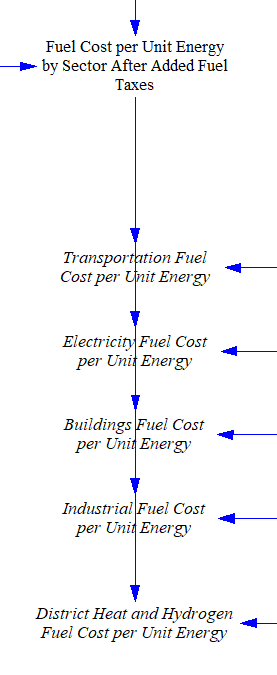 Fuel Cost per Unit Energy
by Sector After Added Fuel
Taxes
Transportation Fuel
Cost per Unit Energy
Electricity Fuel Cost
per Unit Energy
Buildings Fuel Cost
per Unit Energy
Industrial Fuel Cost
per Unit Energy
District Heat and Hydrogen
Fuel Cost per Unit Energy